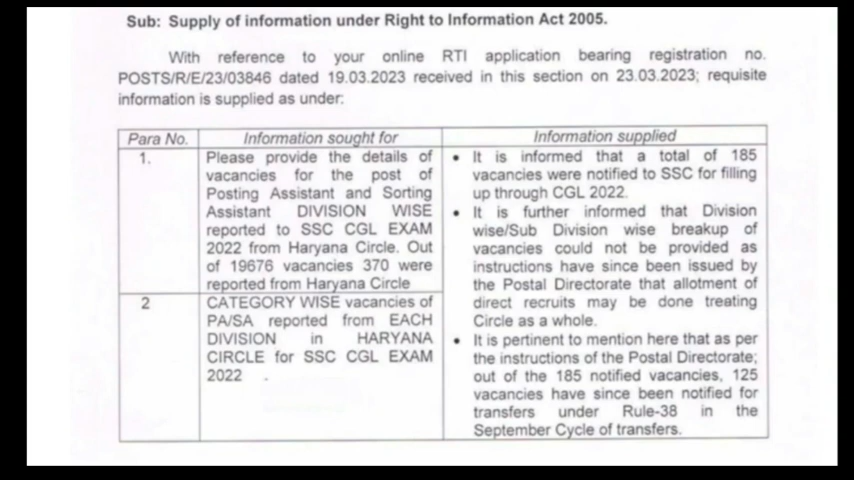 Sub: Supply of information under Right to Information Act 2005.
With reference to your online RTI application bearing registration no.
POSTS/R/E/23/03846 dated 19.03.2023 received in this section on 23.03.2023; requisite
information is supplied as under:
Para No.
Information sought for
Information supplied
1.
Please provide the details of
vacancies for the post of
Posting Assistant and Sorting
Assistant DIVISION WISE
reported to SSC CGL EXAM
2022 from Haryana Circle. Out
of 19676 vacancies 370 were
reported from Haryana Circle
2
CATEGORY WISE vacancies of
PA/SA reported from EACH
DIVISION in HARYANA
CIRCLE for SSC CGL EXAM
2022
• It is informed that a total of 185
vacancies were notified to SSC for filling
up through CGL 2022.
• It is further informed that Division
wise/Sub Division wise breakup of
vacancies could not be provided as
instructions have since been issued by
the Postal Directorate that allotment of
direct recruits may be done treating
Circle as a whole.
• It is pertinent to mention here that as per
the instructions of the Postal Directorate;
out of the 185 notified vacancies, 125
vacancies have since been notified for
transfers under Rule-38 in the
September Cycle of transfers.